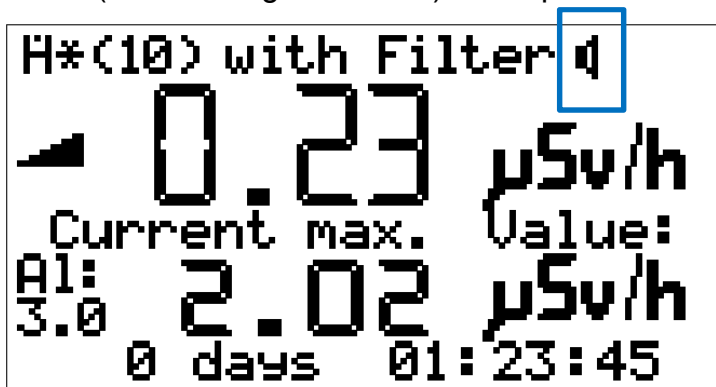 Ḧ*(10) with Filter
0.23 µSv/h
Current max. Value:
Al:
3.0 2.02 µSv/h
0 days 01:23:45